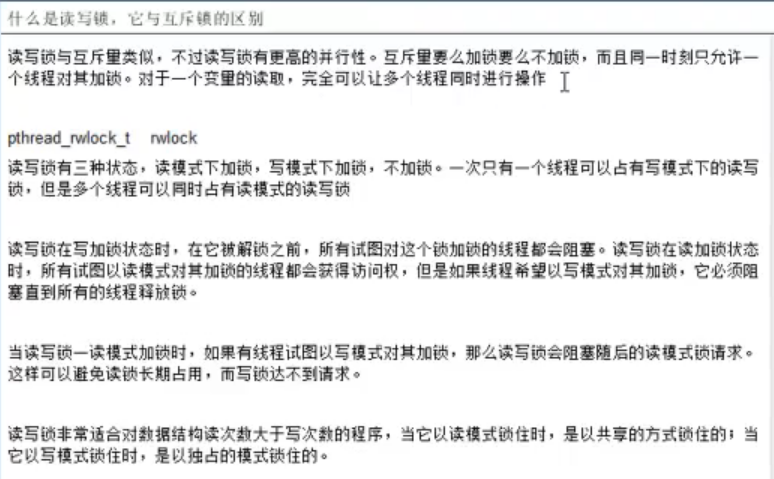 什么是读写锁，它与互斥锁的区别
读写锁与互斥量类似，不过读写锁有更高的并行性。互斥量要么加锁要么不加锁，而且同一时刻只允许一
个线程对其加锁。对于一个变量的读取，完全可以让多个线程同时进行操作
pthread_rwlock_t rwlock
读写锁有三种状态，读模式下加锁，写模式下加锁，不加锁。一次只有一个线程可以占有写模式下的读写
锁，但是多个线程可以同时占有读模式的读写锁
读写锁在写加锁状态时，在它被解锁之前，所有试图对这个锁加锁的线程都会阻塞。读写锁在读加锁状态
时，所有试图以读模式对其加锁的线程都会获得访问权，但是如果线程希望以写模式对其加锁，它必须阻
塞直到所有的线程释放锁。
当读写锁一读模式加锁时，如果有线程试图以写模式对其加锁，那么读写锁会阻塞随后的读模式锁请求。
这样可以避免读锁长期占用，而写锁达不到请求。
读写锁非常适合对数据结构读次数大于写次数的程序，当它以读模式锁住时，是以共享的方式锁住的；当
它以写模式锁住时，是以独占的模式锁住的。